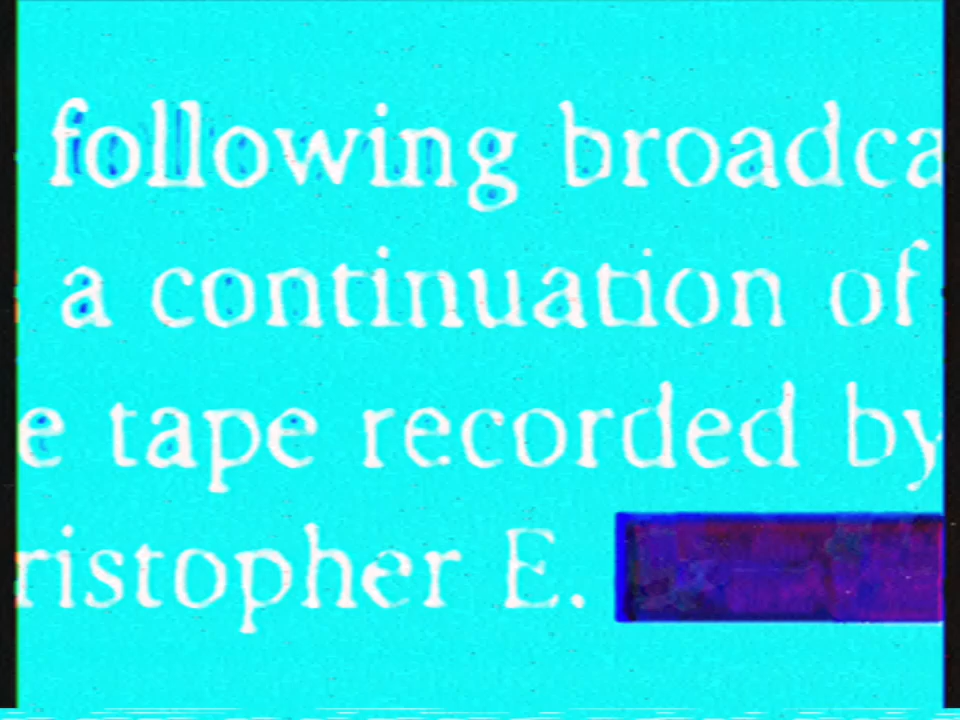 following broadca
a continuation of
e tape recorded by
ristopher E.